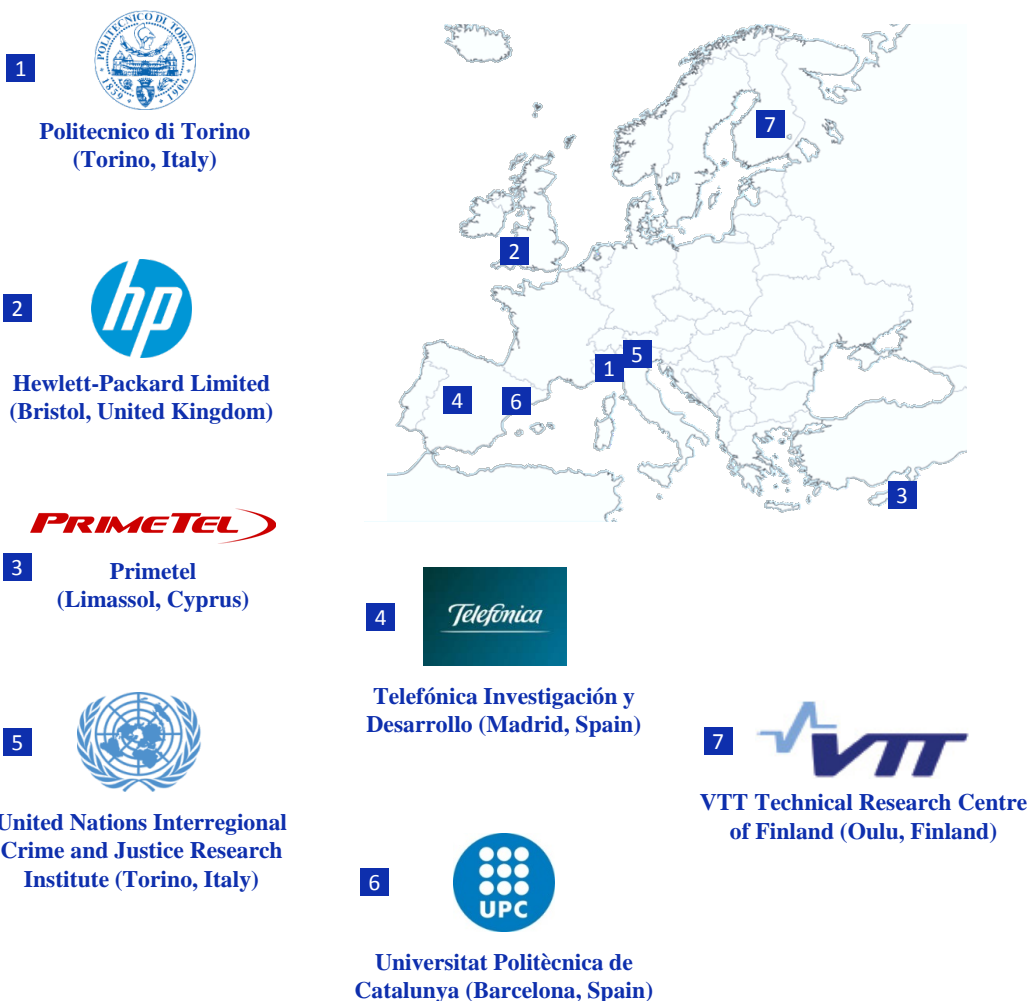 1
POLITECNICO DI TORINO
1859 1906
Politecnico di Torino
(Torino, Italy)
2
hp
Hewlett-Packard Limited
(Bristol, United Kingdom)
PRIMETEL
3
Primetel
(Limassol, Cyprus)
7
2
5
1
4
6
3
4
Telefónica
Telefónica Investigación y
Desarrollo (Madrid, Spain)
5
United Nations Interregional
Crime and Justice Research
Institute (Torino, Italy)
7
VTT
VTT Technical Research Centre
of Finland (Oulu, Finland)
6
UPC
Universitat Politècnica de
Catalunya (Barcelona, Spain)